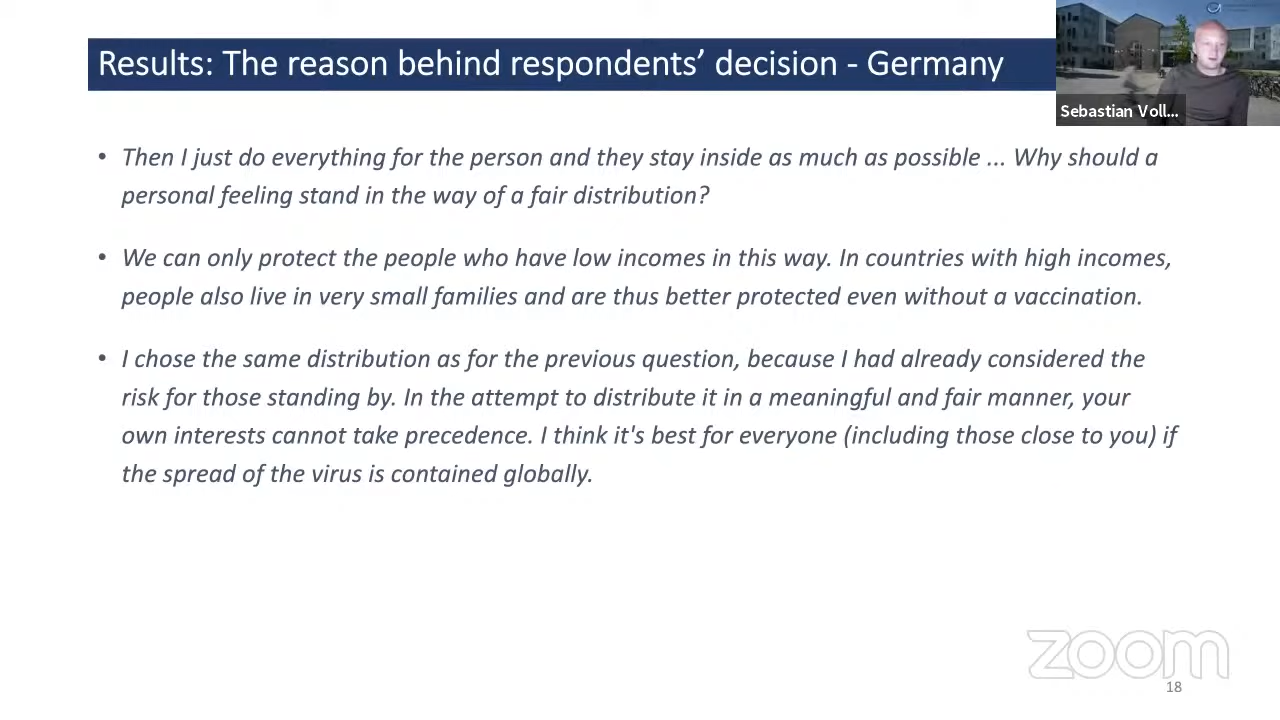 Results: The reason behind respondents’ decision - Germany
Sebastian Voll...
• Then I just do everything for the person and they stay inside as much as possible ... Why should a
personal feeling stand in the way of a fair distribution?
• We can only protect the people who have low incomes in this way. In countries with high incomes,
people also live in very small families and are thus better protected even without a vaccination.
• I chose the same distribution as for the previous question, because I had already considered the
risk for those standing by. In the attempt to distribute it in a meaningful and fair manner, your
own interests cannot take precedence. I think it's best for everyone (including those close to you) if
the spread of the virus is contained globally.
zoom
18